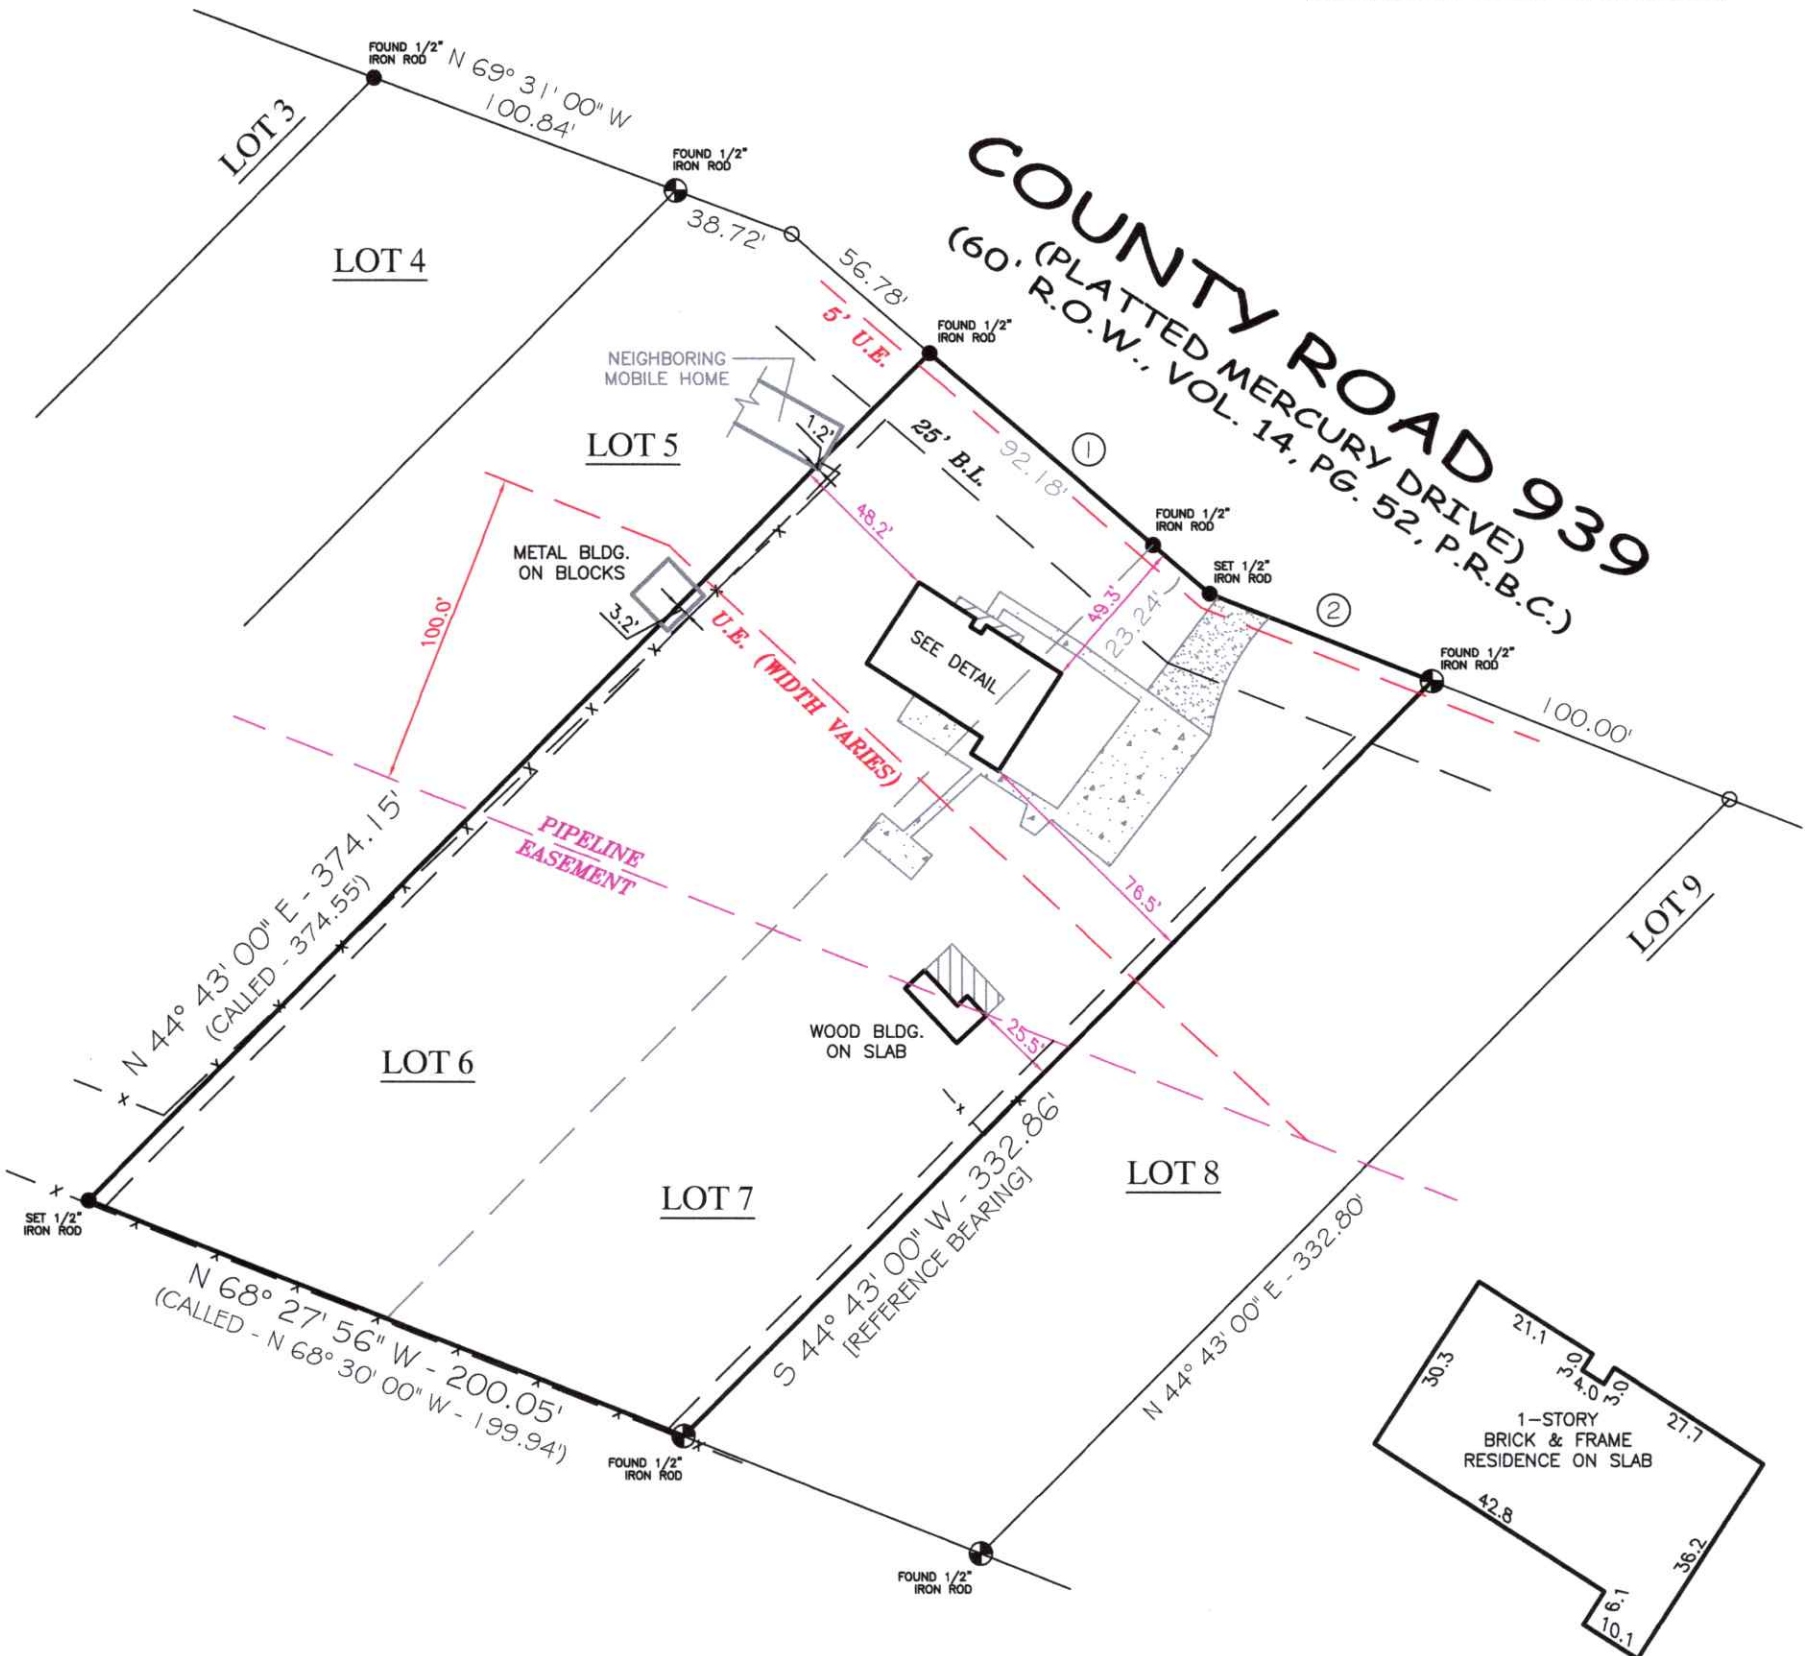 FOUND 1/2"
IRON ROD
N 69° 31' 00" W
100.84'
LOT 3
FOUND 1/2"
IRON ROD
38.72'
LOT 4
56.78'
COUNTY ROAD 939
(PLATTED MERCURY DRIVE)
(60' R.O.W., VOL. 14, PG. 52, P.R.B.C.)
5' U.E.
FOUND 1/2"
IRON ROD
NEIGHBORING
MOBILE HOME
1.2'
LOT 5
25' B.L.
92.18'
1
48.2'
FOUND 1/2"
IRON ROD
METAL BLDG.
ON BLOCKS
3.2'
100.0'
SET 1/2"
IRON ROD
2
49.3'
23.24'
U.E. (WIDTH VARIES)
SEE DETAIL
FOUND 1/2"
IRON ROD
100.00'
PIPELINE
EASEMENT
76.5'
LOT 9
N 44° 43' 00" E - 374.15'
(CALLED - 374.55')
WOOD BLDG.
ON SLAB
25.5'
LOT 6
LOT 7
LOT 8
S 44° 43' 00" W - 332.86'
[REFERENCE BEARING]
N 44° 43' 00" E - 332.80'
SET 1/2"
IRON ROD
N 68° 27' 56" W - 200.05'
(CALLED - N 68° 30' 00" W - 199.94')
FOUND 1/2"
IRON ROD
FOUND 1/2"
IRON ROD
21.1
3.0
4.0
3.0
27.7
30.3
1-STORY
BRICK & FRAME
RESIDENCE ON SLAB
42.8
36.2
6.1
10.1